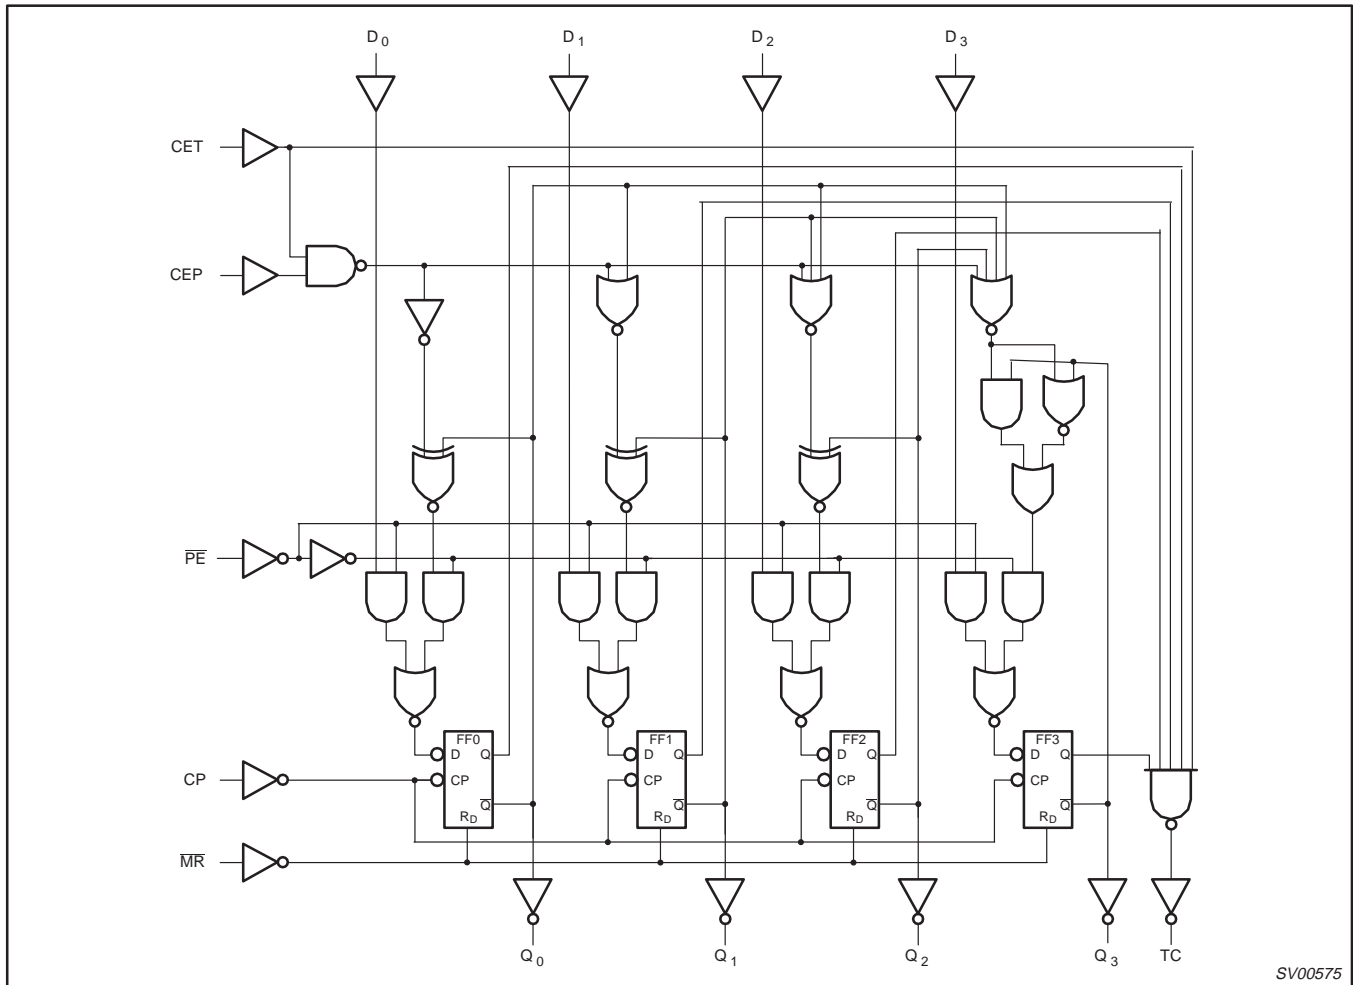 D0 D1 D2 D3
CET
CEP
PE
FF0 FF1 FF2 FF3
D Q D Q D Q D Q
CP CP CP CP CP
Q Q Q Q
RD RD RD RD
MR
Q0 Q1 Q2 Q3 TC
SV00575